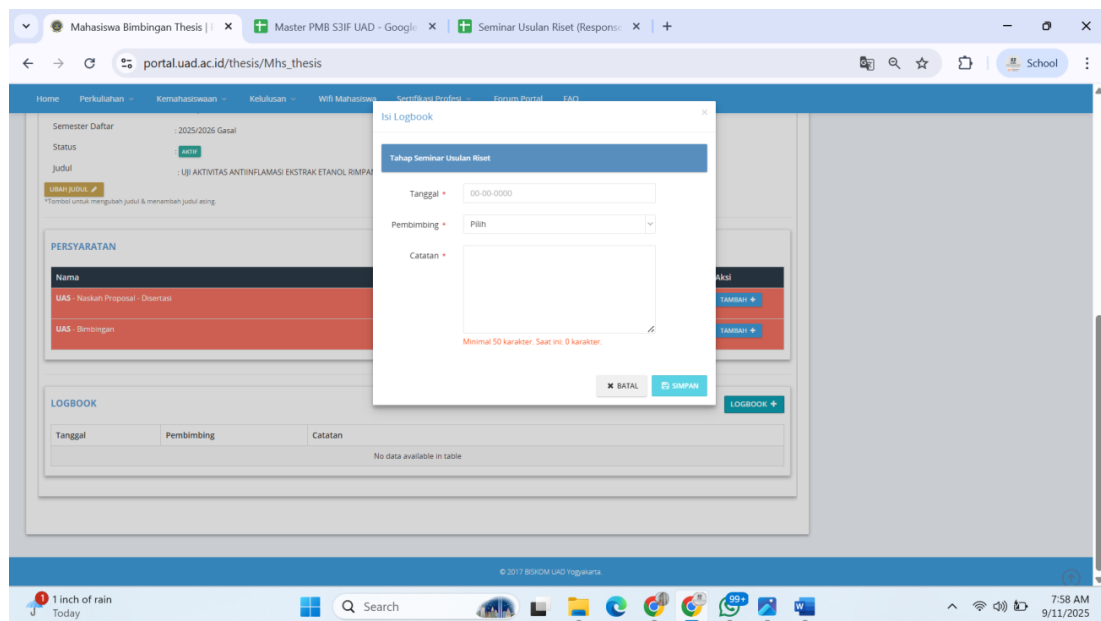 Mahasiswa Bimbingan Thesis |
Master PMB S3IF UAD - Google
Seminar Usulan Riset (Respons
portal.uad.ac.id/thesis/Mhs_thesis
School
Home Perkuliahan Kemahasiswaan Kelulusan Wifi Mahasiswa Sertifikasi Profesi Forum Portal FAQ
Semester Daftar : 2025/2026 Gasal
Status : AKTIF
Judul : UJI AKTIVITAS ANTIINFLAMASI EKSTRAK ETANOL RIMPA
UBAH JUDUL
*Tombol untuk mengubah judul & menambah judul asing.
Isi Logbook
×
Tahap Seminar Usulan Riset
Tanggal * 00-00-0000
Pembimbing * Pilih
Catatan *
Minimal 50 karakter. Saat ini: 0 karakter.
BATAL SIMPAN
PERSYARATAN
Nama Aksi
UAS - Naskah Proposal - Disertasi TAMBAH +
UAS - Bimbingan TAMBAH +
LOGBOOK LOGBOOK +
Tanggal Pembimbing Catatan
No data available in table
© 2017 BISKOM UAD Yogyakarta.
1
1 inch of rain
Today
Search
99+
7:58 AM
9/11/2025